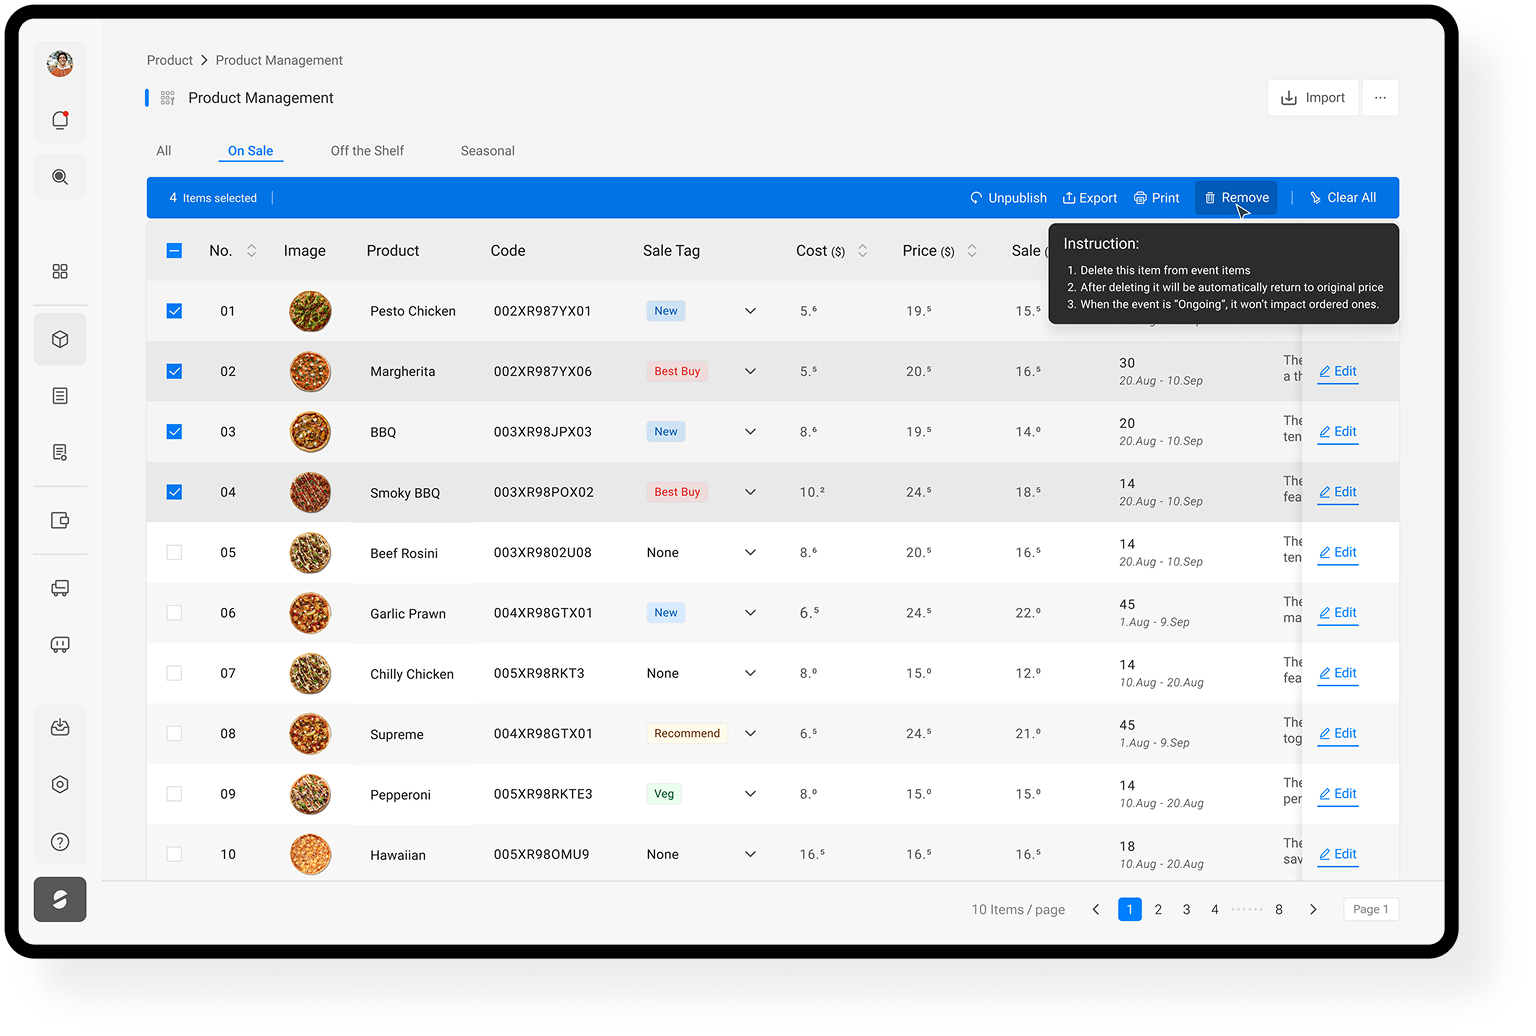 Product > Product Management
Product Management
Import
...
All On Sale Off the Shelf Seasonal
4 Items selected | Unpublish Export Print Remove | Clear All
No. Image Product Code Sale Tag Cost ($) Price ($) Sale (
Instruction:
1. Delete this item from event items
2. After deleting it will be automatically return to original price
3. When the event is “Ongoing”, it won’t impact ordered ones.
01 Pesto Chicken 002XR987YX01 New 5.⁶ 19.⁵ 15.⁵
02 Margherita 002XR987YX06 Best Buy 5.⁵ 20.⁵ 16.⁵ 30 The Edit
20.Aug - 10.Sep a th
03 BBQ 003XR98JPX03 New 8.⁶ 19.⁵ 14.⁰ 20 The Edit
20.Aug - 10.Sep ten
04 Smoky BBQ 003XR98POX02 Best Buy 10.² 24.⁵ 18.⁵ 14 The Edit
20.Aug - 10.Sep fea
05 Beef Rosini 003XR9802U08 None 8.⁶ 20.⁵ 16.⁵ 14 The Edit
20.Aug - 10.Sep ten
06 Garlic Prawn 004XR98GTX01 New 6.⁵ 24.⁵ 22.⁰ 45 The Edit
1.Aug - 9.Sep ma
07 Chilly Chicken 005XR98RKT3 None 8.⁰ 15.⁰ 12.⁰ 14 The Edit
10.Aug - 20.Aug fea
08 Supreme 004XR98GTX01 Recommend 6.⁵ 24.⁵ 21.⁰ 45 The Edit
1.Aug - 9.Sep tog
09 Pepperoni 005XR98RKTE3 Veg 8.⁰ 15.⁰ 15.⁰ 14 The Edit
10.Aug - 20.Aug per
10 Hawaiian 005XR98OMU9 None 16.⁵ 16.⁵ 16.⁵ 18 The Edit
10.Aug - 20.Aug sav
10 Items / page < 1 2 3 4 ······ 8 > Page 1